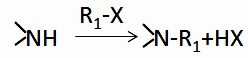 R₁-X
>NH → >N-R₁+HX